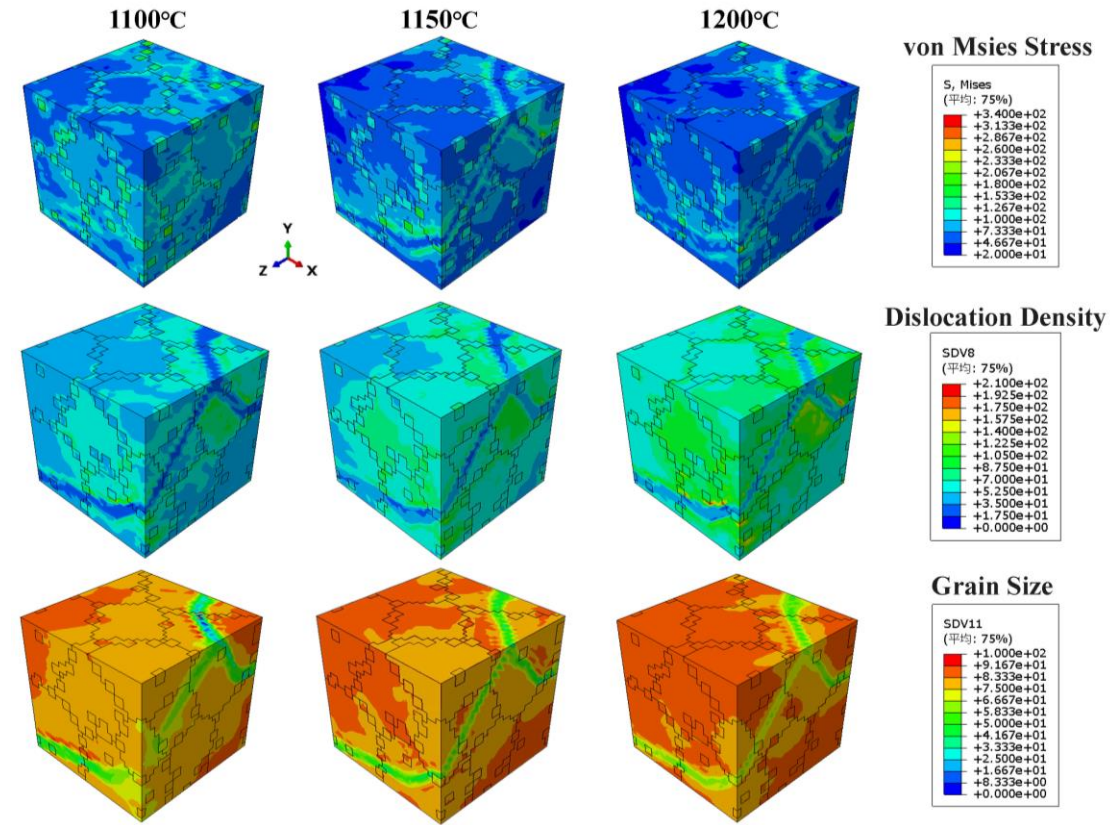 1100°C
1150°C
1200°C
von Msies Stress
S, Mises
(平均: 75%)
+3.400e+02
+3.133e+02
+2.867e+02
+2.600e+02
+2.333e+02
+2.067e+02
+1.800e+02
+1.533e+02
+1.267e+02
+1.000e+02
+7.333e+01
+4.667e+01
+2.000e+01
Y
Z
X
Dislocation Density
SDV8
(平均: 75%)
+2.100e+02
+1.925e+02
+1.750e+02
+1.575e+02
+1.400e+02
+1.225e+02
+1.050e+02
+8.750e+01
+7.000e+01
+5.250e+01
+3.500e+01
+1.750e+01
+0.000e+00
Grain Size
SDV11
(平均: 75%)
+1.000e+02
+9.167e+01
+8.333e+01
+7.500e+01
+6.667e+01
+5.833e+01
+5.000e+01
+4.167e+01
+3.333e+01
+2.500e+01
+1.667e+01
+8.333e+00
+0.000e+00